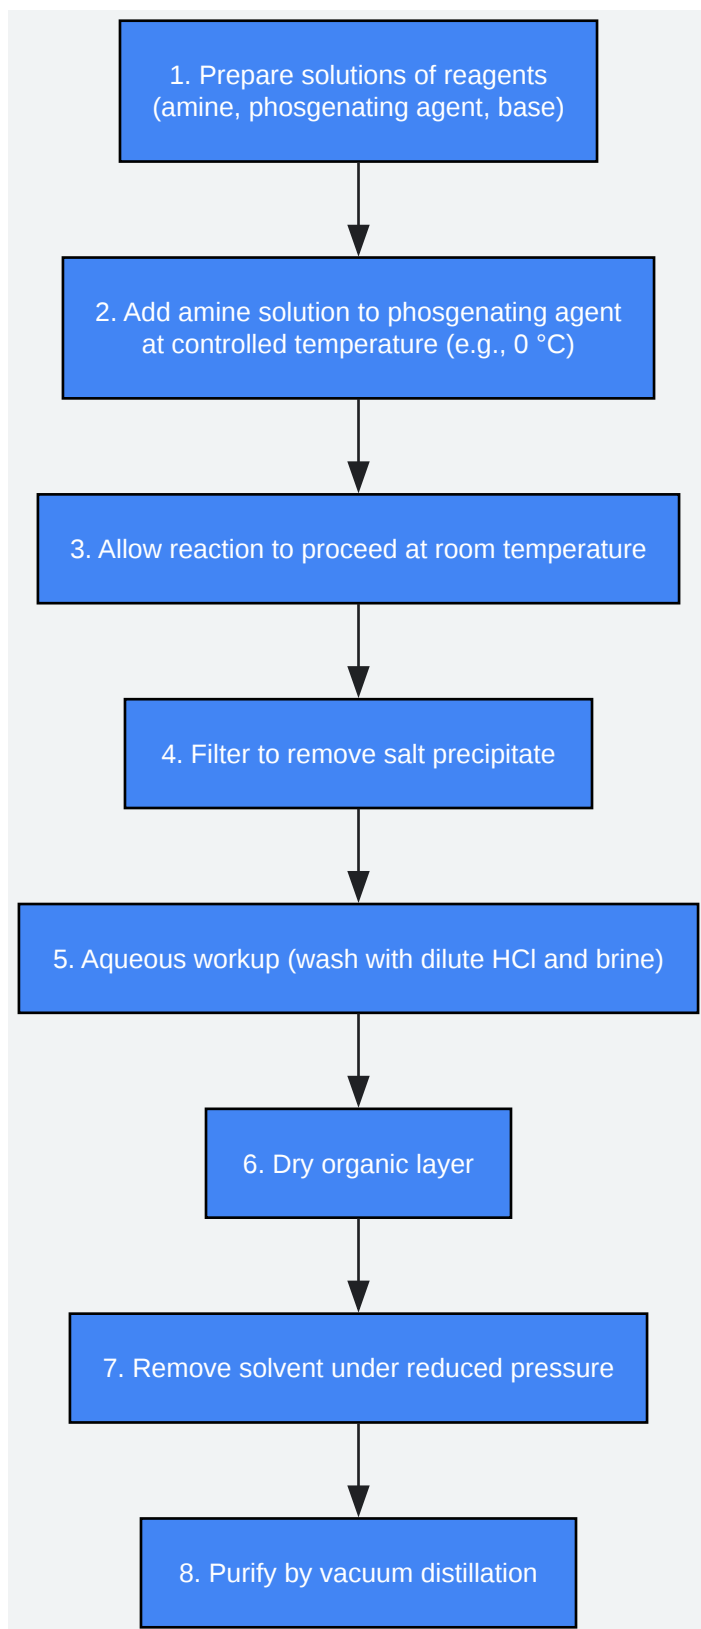 1. Prepare solutions of reagents
(amine, phosgenating agent, base)
2. Add amine solution to phosgenating agent
at controlled temperature (e.g., 0 °C)
3. Allow reaction to proceed at room temperature
4. Filter to remove salt precipitate
5. Aqueous workup (wash with dilute HCl and brine)
6. Dry organic layer
7. Remove solvent under reduced pressure
8. Purify by vacuum distillation